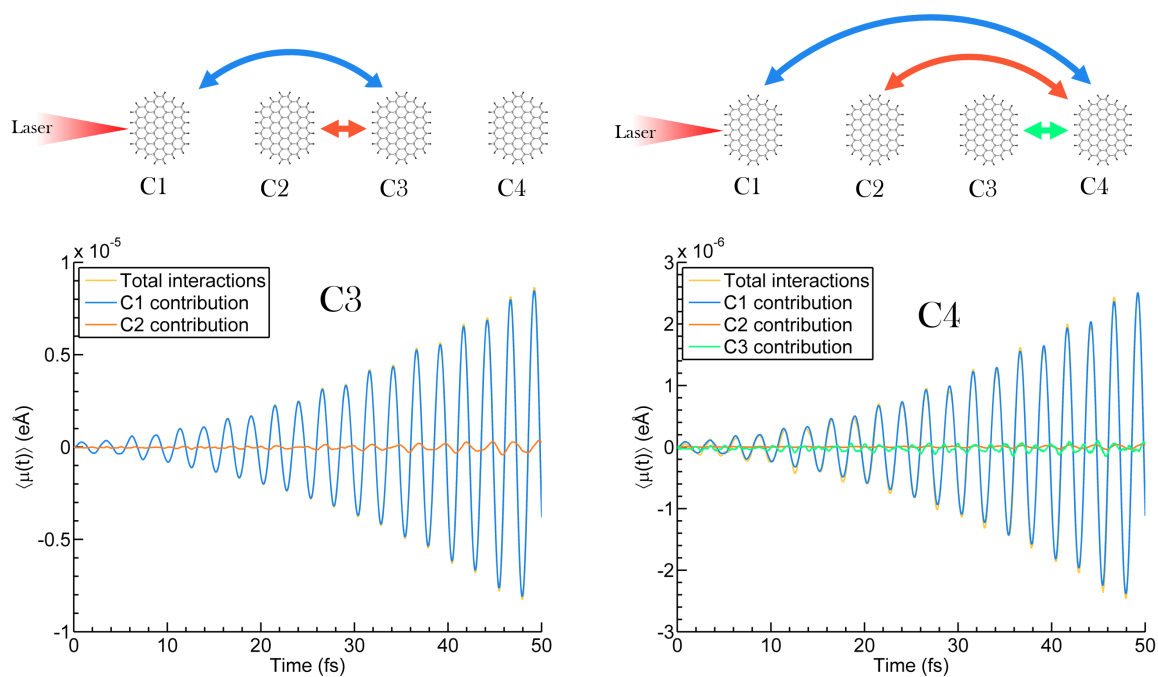 Laser
C1
C2
C3
C4
Laser
C1
C2
C3
C4
x 10⁻⁵
1
0.5
0
-0.5
-1
⟨μ(t)⟩ (eÅ)
Total interactions
C1 contribution
C2 contribution
C3
0
10
20
30
40
50
Time (fs)
x 10⁻⁶
3
2
1
0
-1
-2
-3
⟨μ(t)⟩ (eÅ)
Total interactions
C1 contribution
C2 contribution
C3 contribution
C4
0
10
20
30
40
50
Time (fs)